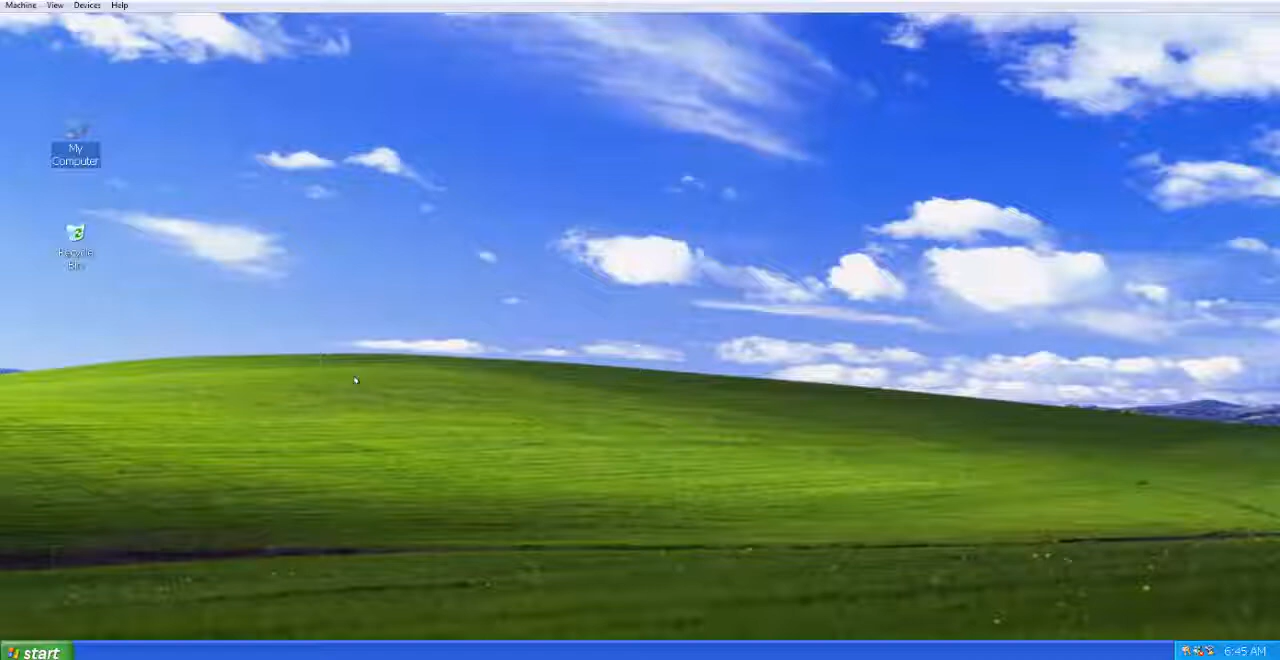 Machine View Devices Help
My
Computer
Recycle
Bin
start
6:45 AM